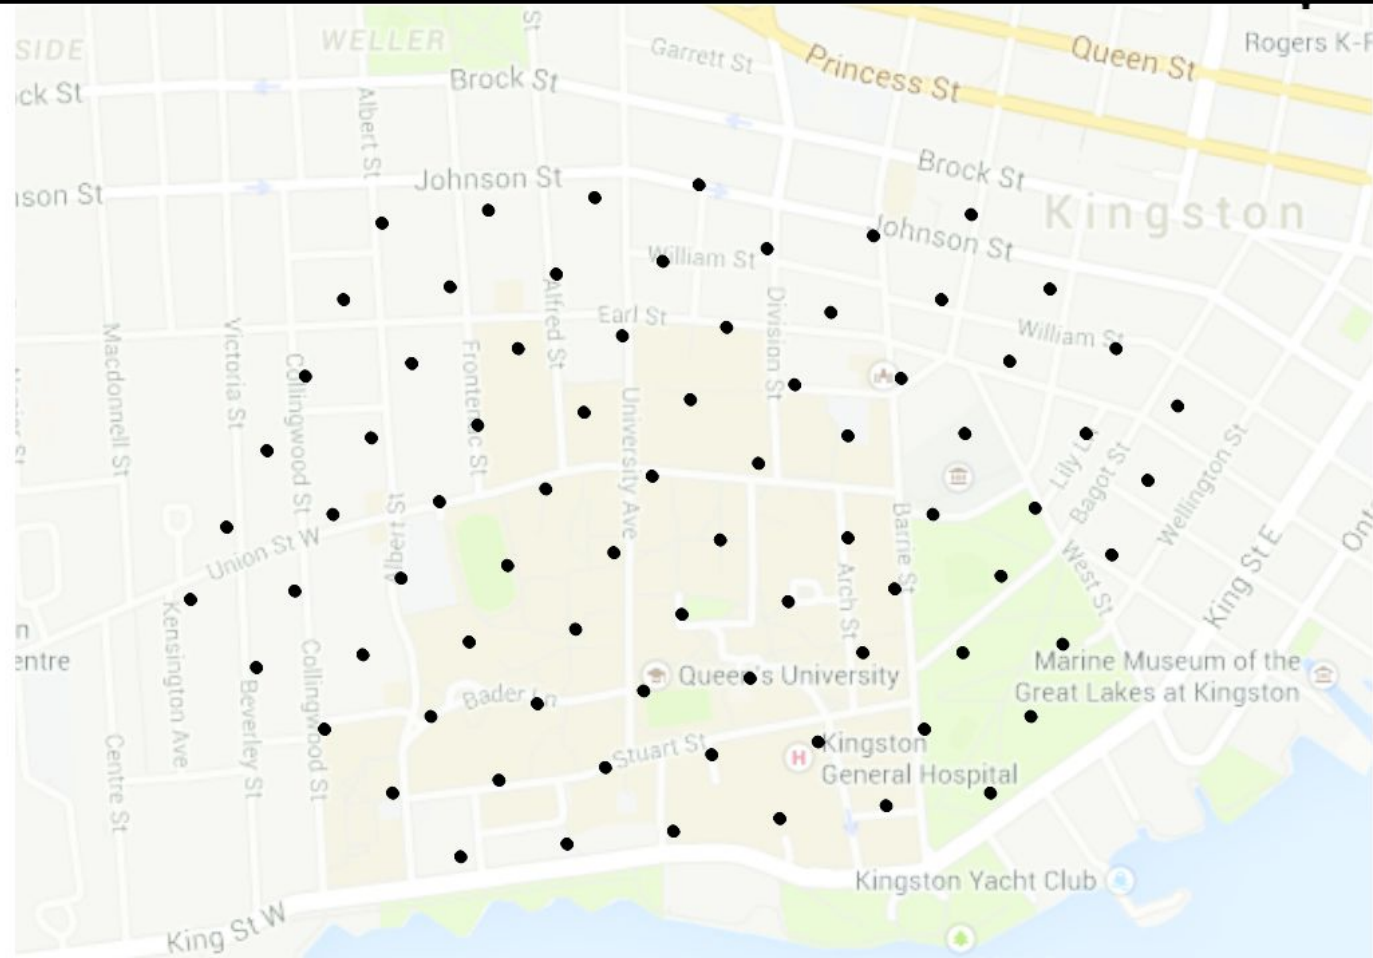 SIDE
WELLER
St
Garrett St
Princess St
Queen St
Rogers K-F
ck St
Brock St
Albert St
Johnson St
Brock St
Kingston
nson St
Johnson St
William St
Earl St
Alfred St
Division St
William St
Macdonnell St
Victoria St
Collingwood St
Frontenac St
University Ave
Lily Ln
Bagot St
Wellington St
Union St W
Albert St
Barrie St
Arch St
West St
King St E
Ont
n
entre
Kensington Ave
Beverley St
Collingwood St
Queen's University
Marine Museum of the
Great Lakes at Kingston
Bader Ln
Stuart St
Centre St
H
Kingston
General Hospital
Kingston Yacht Club
King St W